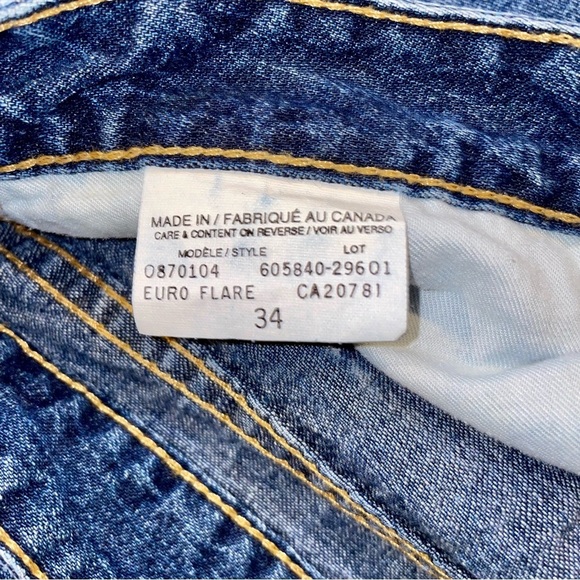 MADE IN / FABRIQUÉ AU CANADA
CARE & CONTENT ON REVERSE / VOIR AU VERSO
MODÈLE / STYLE LOT
0870104 605840-29601
EURO FLARE CA20781
34